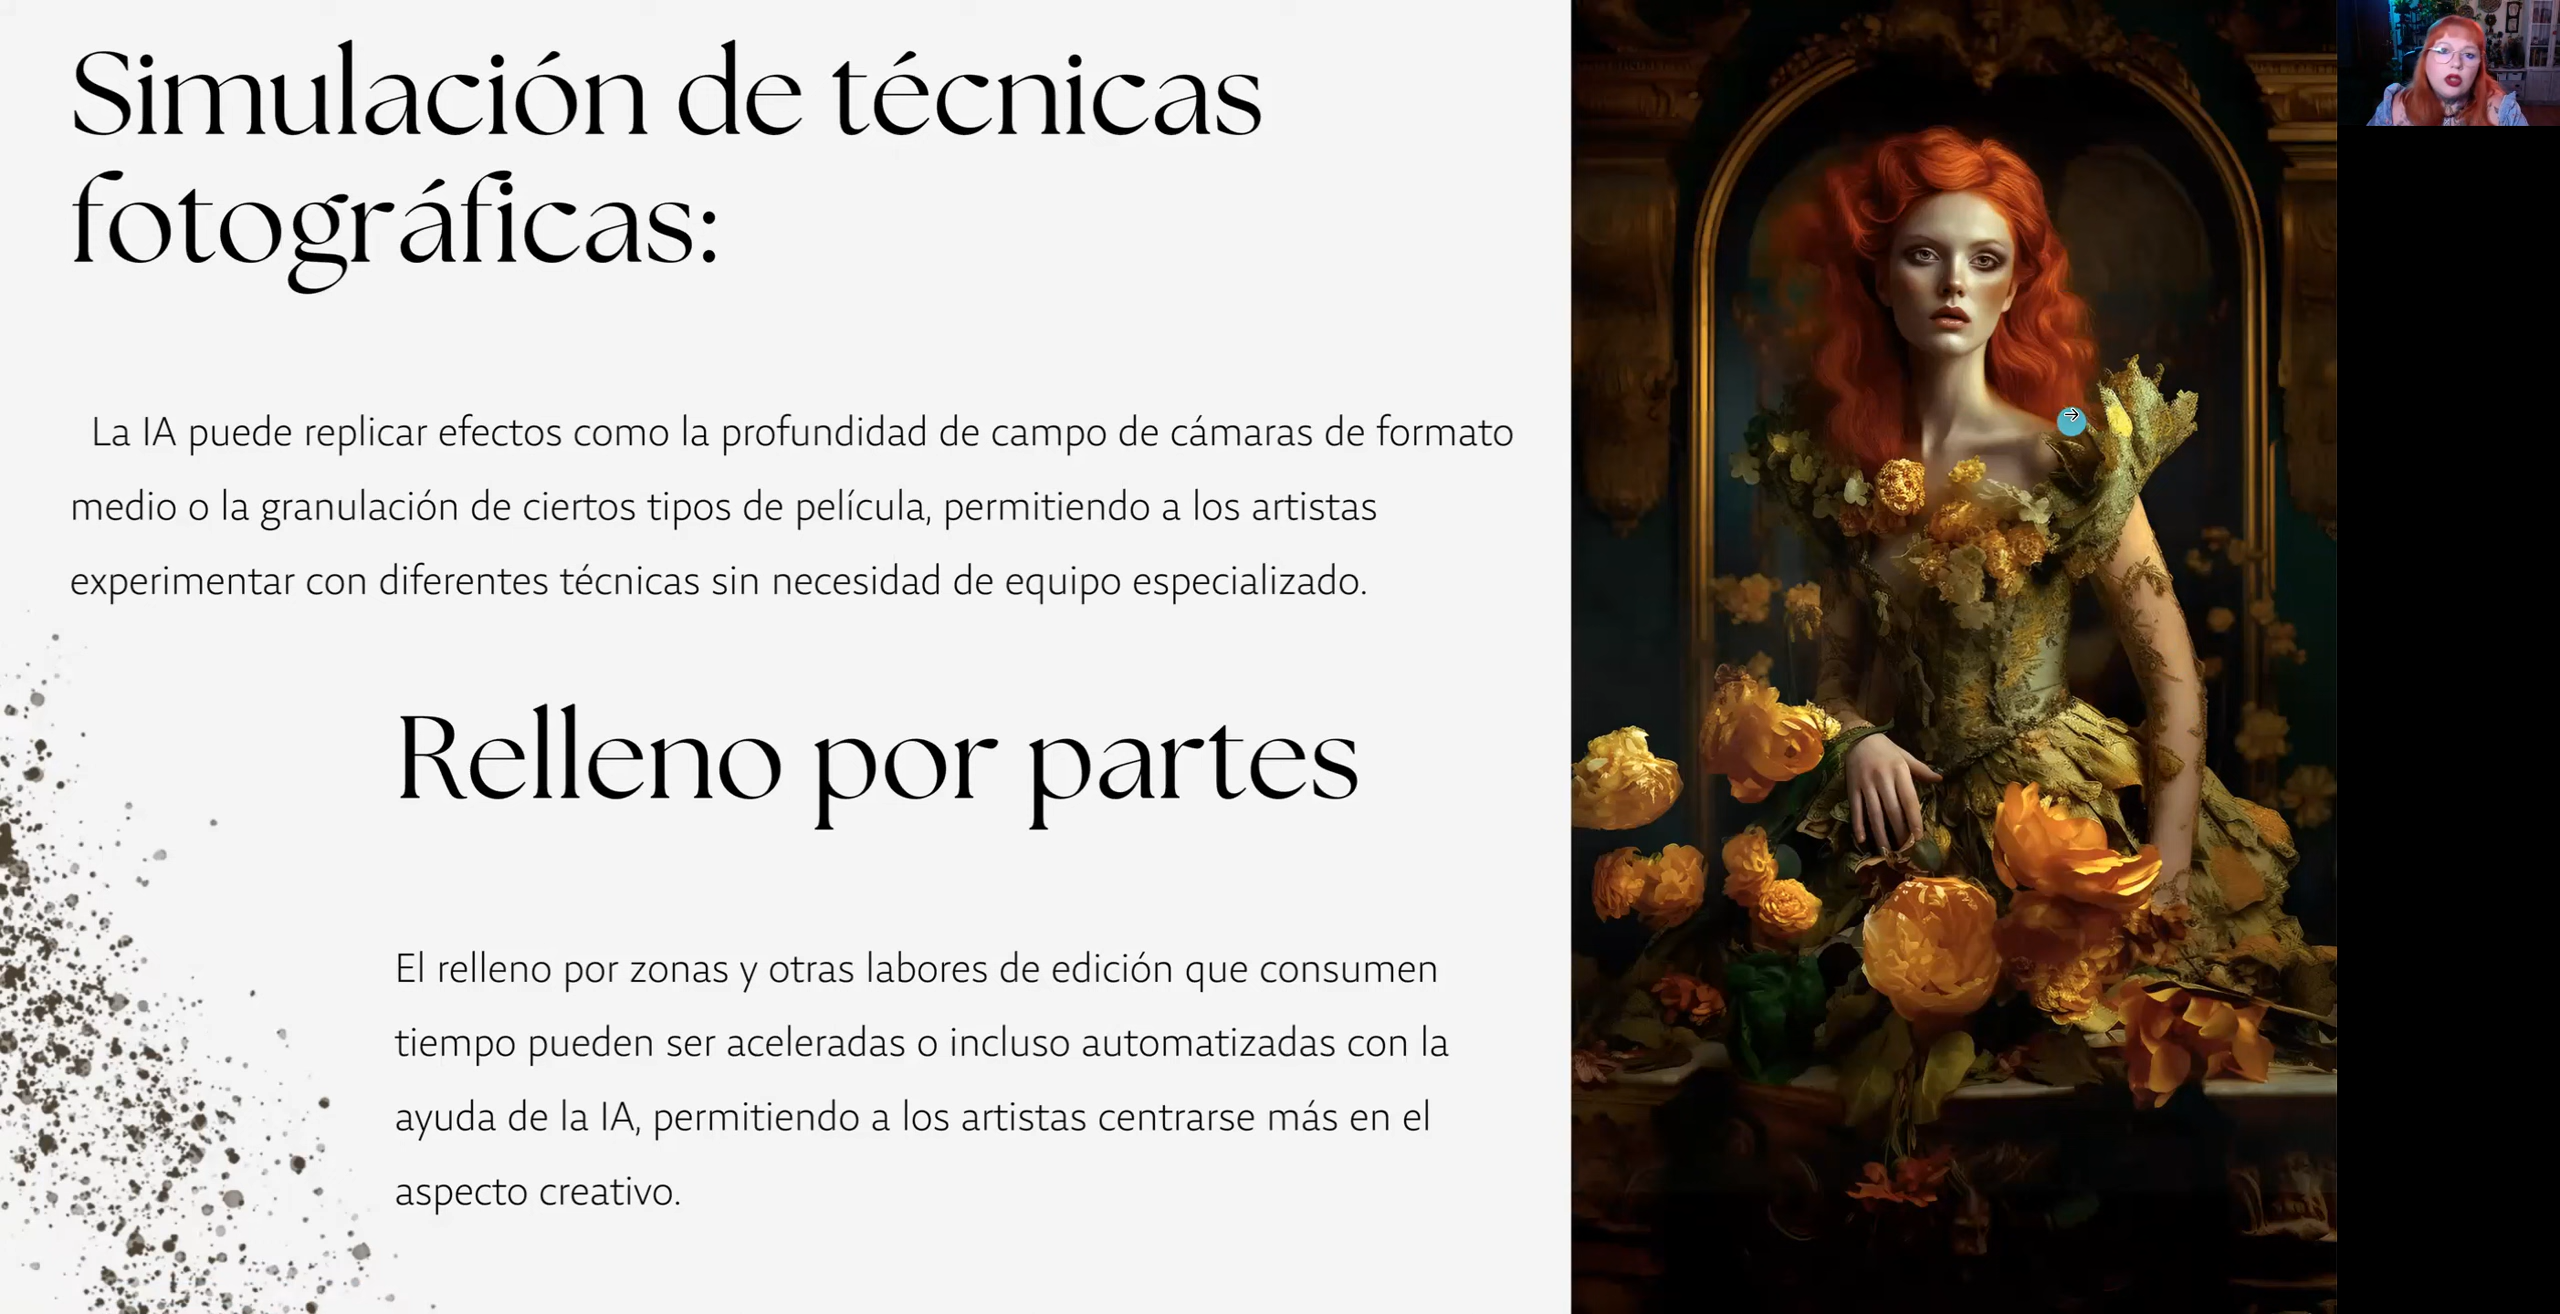 Simulación de técnicas
fotográficas:
La IA puede replicar efectos como la profundidad de campo de cámaras de formato
medio o la granulación de ciertos tipos de película, permitiendo a los artistas
experimentar con diferentes técnicas sin necesidad de equipo especializado.
Relleno por partes
El relleno por zonas y otras labores de edición que consumen
tiempo pueden ser aceleradas o incluso automatizadas con la
ayuda de la IA, permitiendo a los artistas centrarse más en el
aspecto creativo.